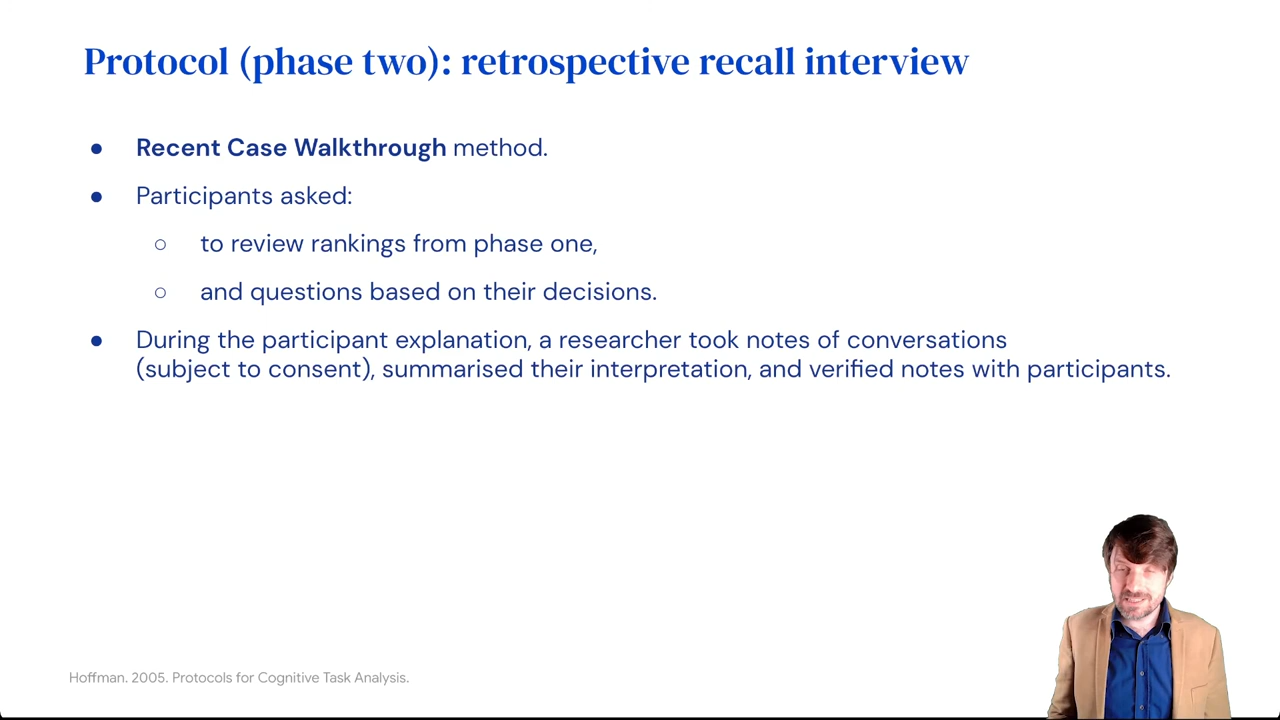 Protocol (phase two): retrospective recall interview
● Recent Case Walkthrough method.
● Participants asked:
○ to review rankings from phase one,
○ and questions based on their decisions.
● During the participant explanation, a researcher took notes of conversations
(subject to consent), summarised their interpretation, and verified notes with participants.
Hoffman. 2005. Protocols for Cognitive Task Analysis.